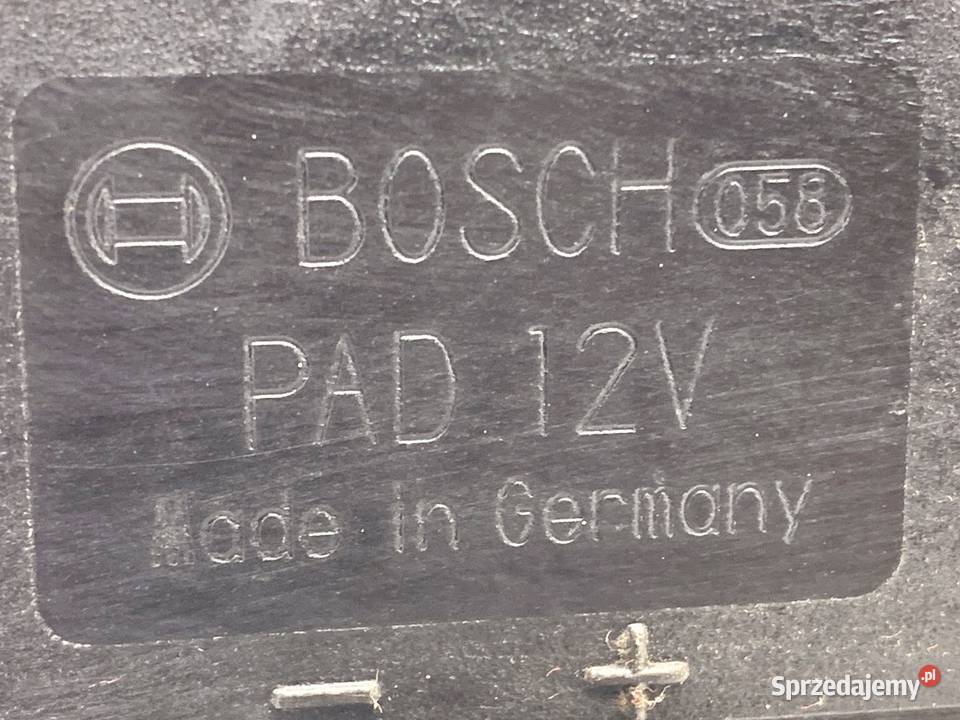 BOSCH 058
PAD 12V
Made In Germany
- +
Sprzedajemy.pl